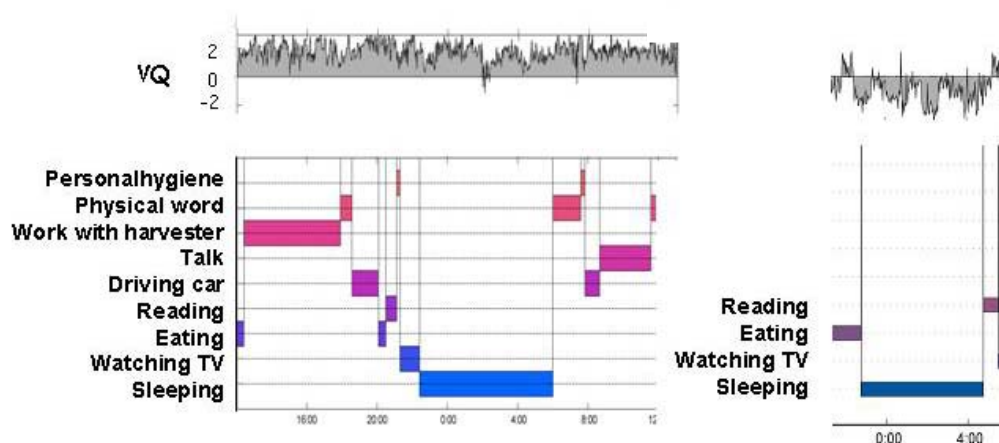 2
VQ
0
-2
Personalhygiene
Physical word
Work with harvester
Talk
Driving car
Reading
Eating
Watching TV
Sleeping
16:00 20:00 0:00 4:00 8:00 12
Reading
Eating
Watching TV
Sleeping
0:00 4:00